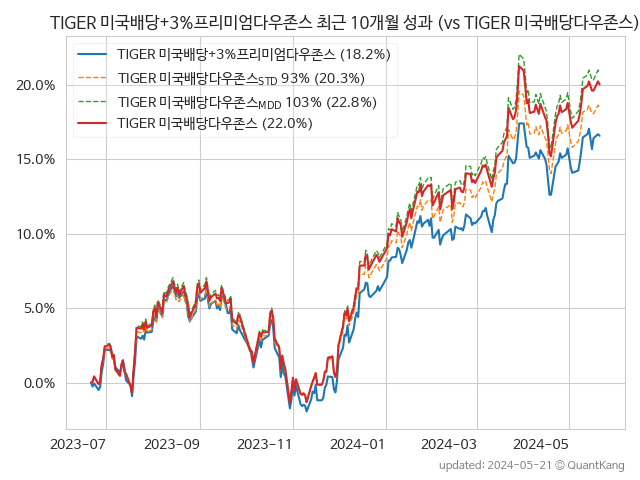 TIGER 미국배당+3%프리미엄다우존스 최근 10개월 성과 (vs TIGER 미국배당다우존스)
TIGER 미국배당+3%프리미엄다우존스 (18.2%)
TIGER 미국배당다우존스STD 93% (20.3%)
TIGER 미국배당다우존스MDD 103% (22.8%)
TIGER 미국배당다우존스 (22.0%)
20.0%
15.0%
10.0%
5.0%
0.0%
2023-07 2023-09 2023-11 2024-01 2024-03 2024-05
updated: 2024-05-21 © QuantKang